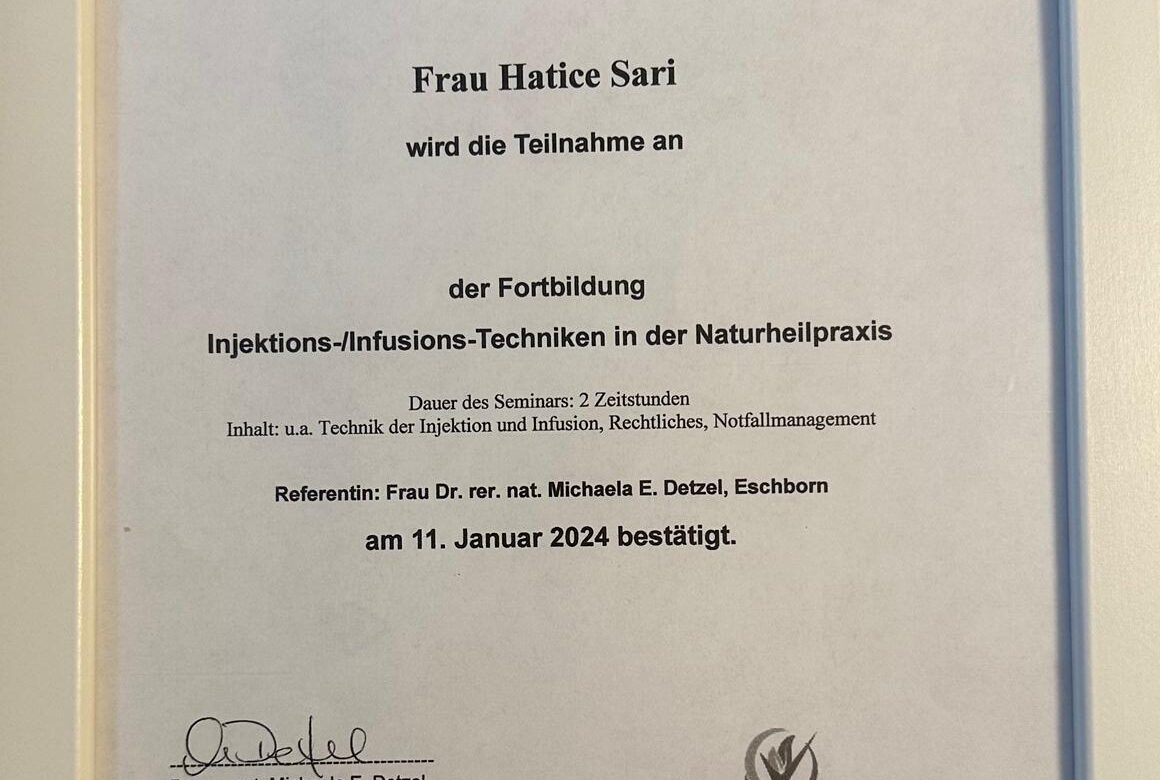 Frau Hatice Sari
wird die Teilnahme an
der Fortbildung
Injektions-/Infusions-Techniken in der Naturheilpraxis
Dauer des Seminars: 2 Zeitstunden
Inhalt: u.a. Technik der Injektion und Infusion, Rechtliches, Notfallmanagement
Referentin: Frau Dr. rer. nat. Michaela E. Detzel, Eschborn
am 11. Januar 2024 bestätigt.
Michaela E. Detzel